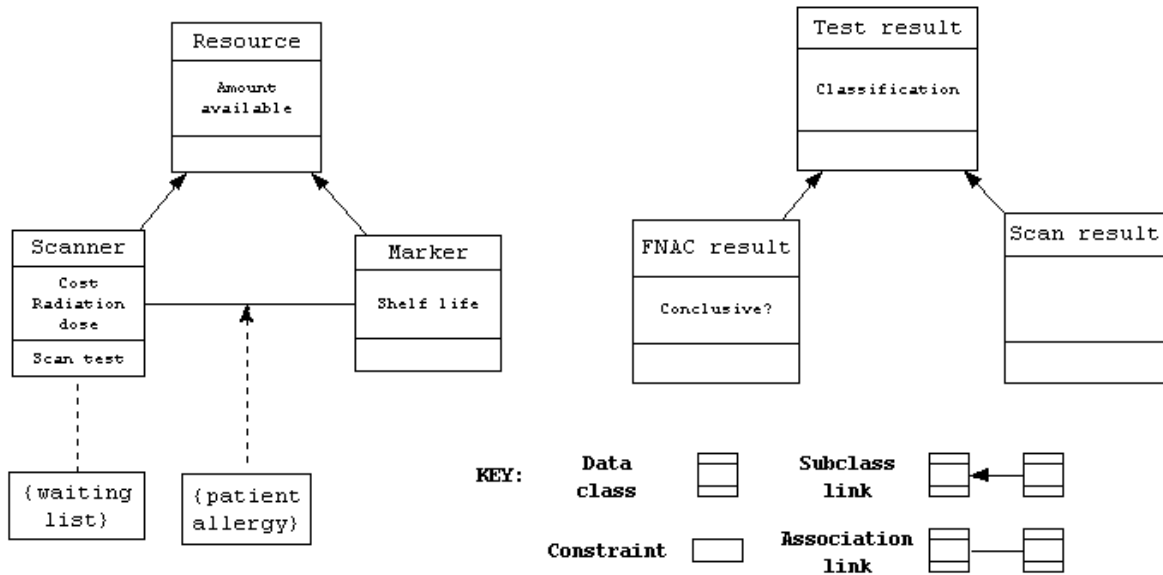 Resource
Amount
available
Scanner
Cost
Radiation
dose
Scan test
Marker
Shelf life
{waiting
list}
{patient
allergy}
Test result
Classification
FNAC result
Conclusive?
Scan result
KEY:
Data
class
Subclass
link
Constraint
Association
link